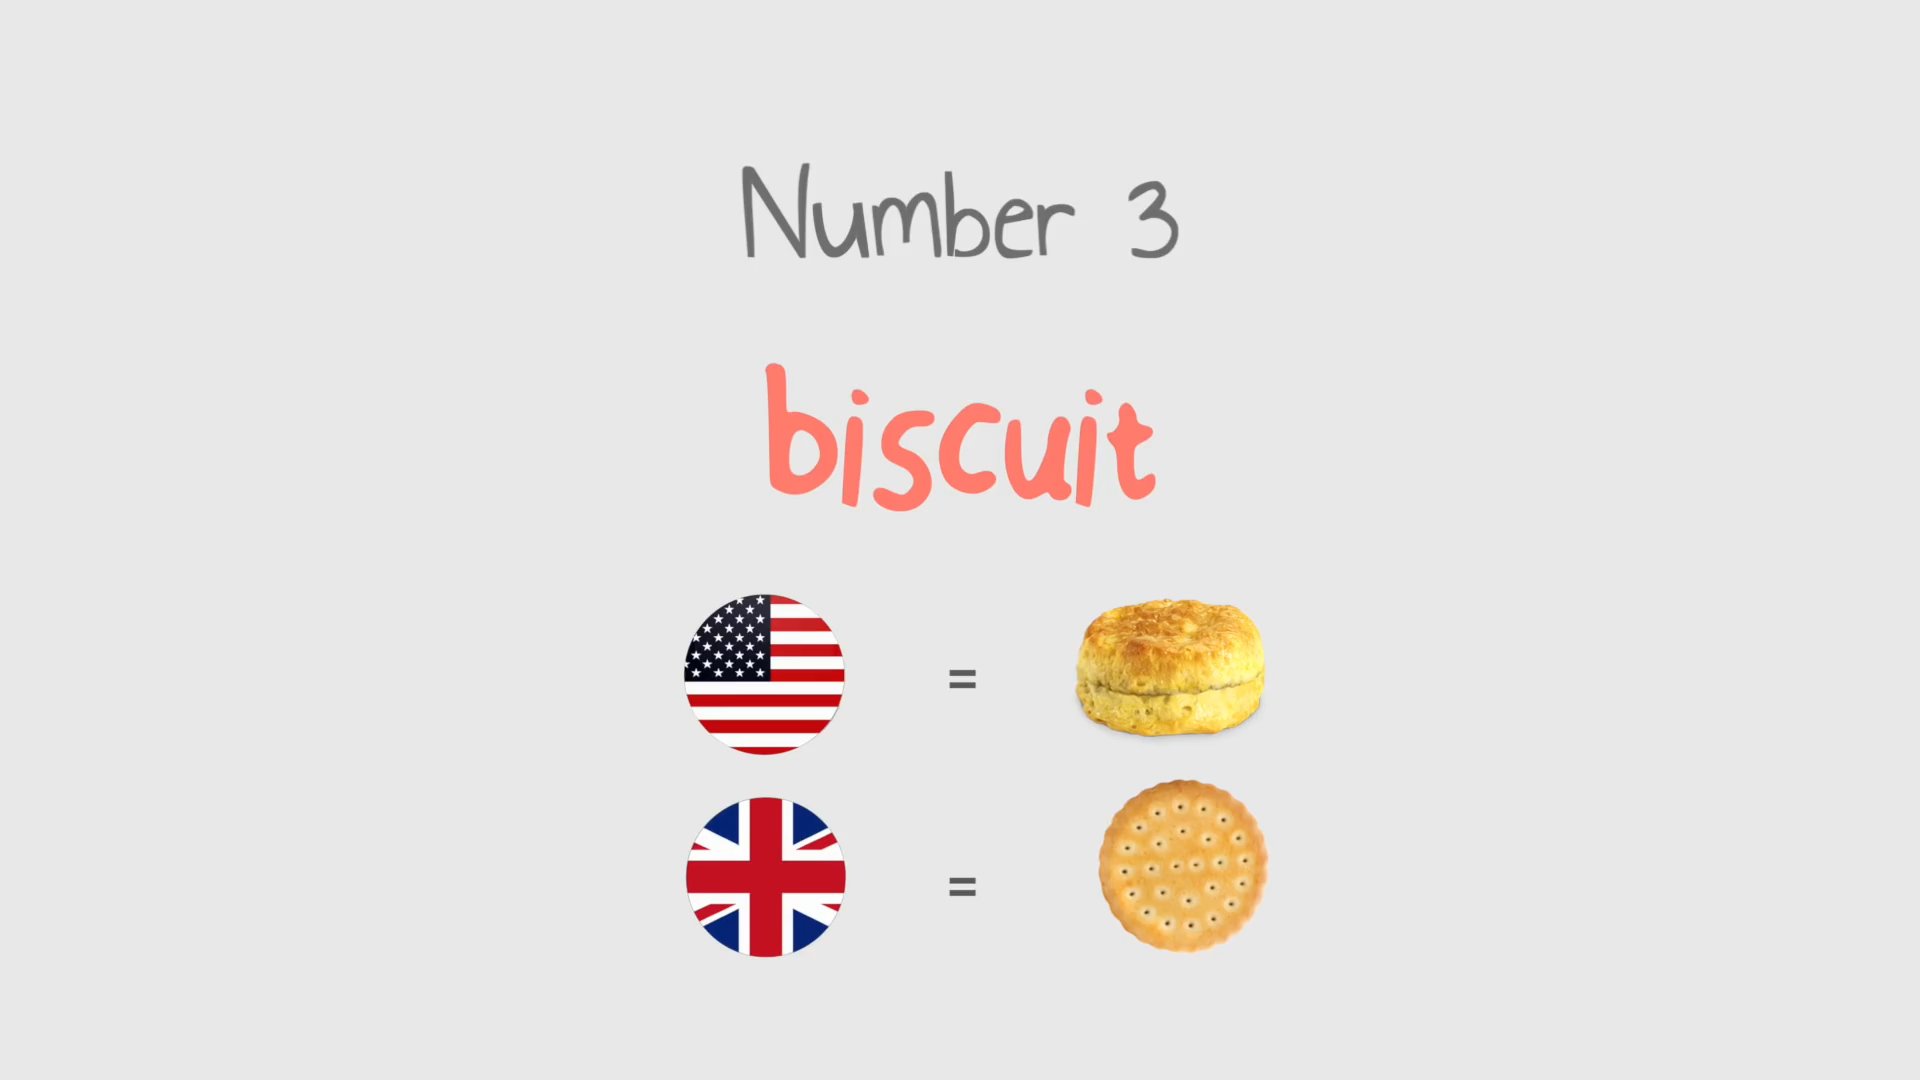 Number 3
biscuit
=
=